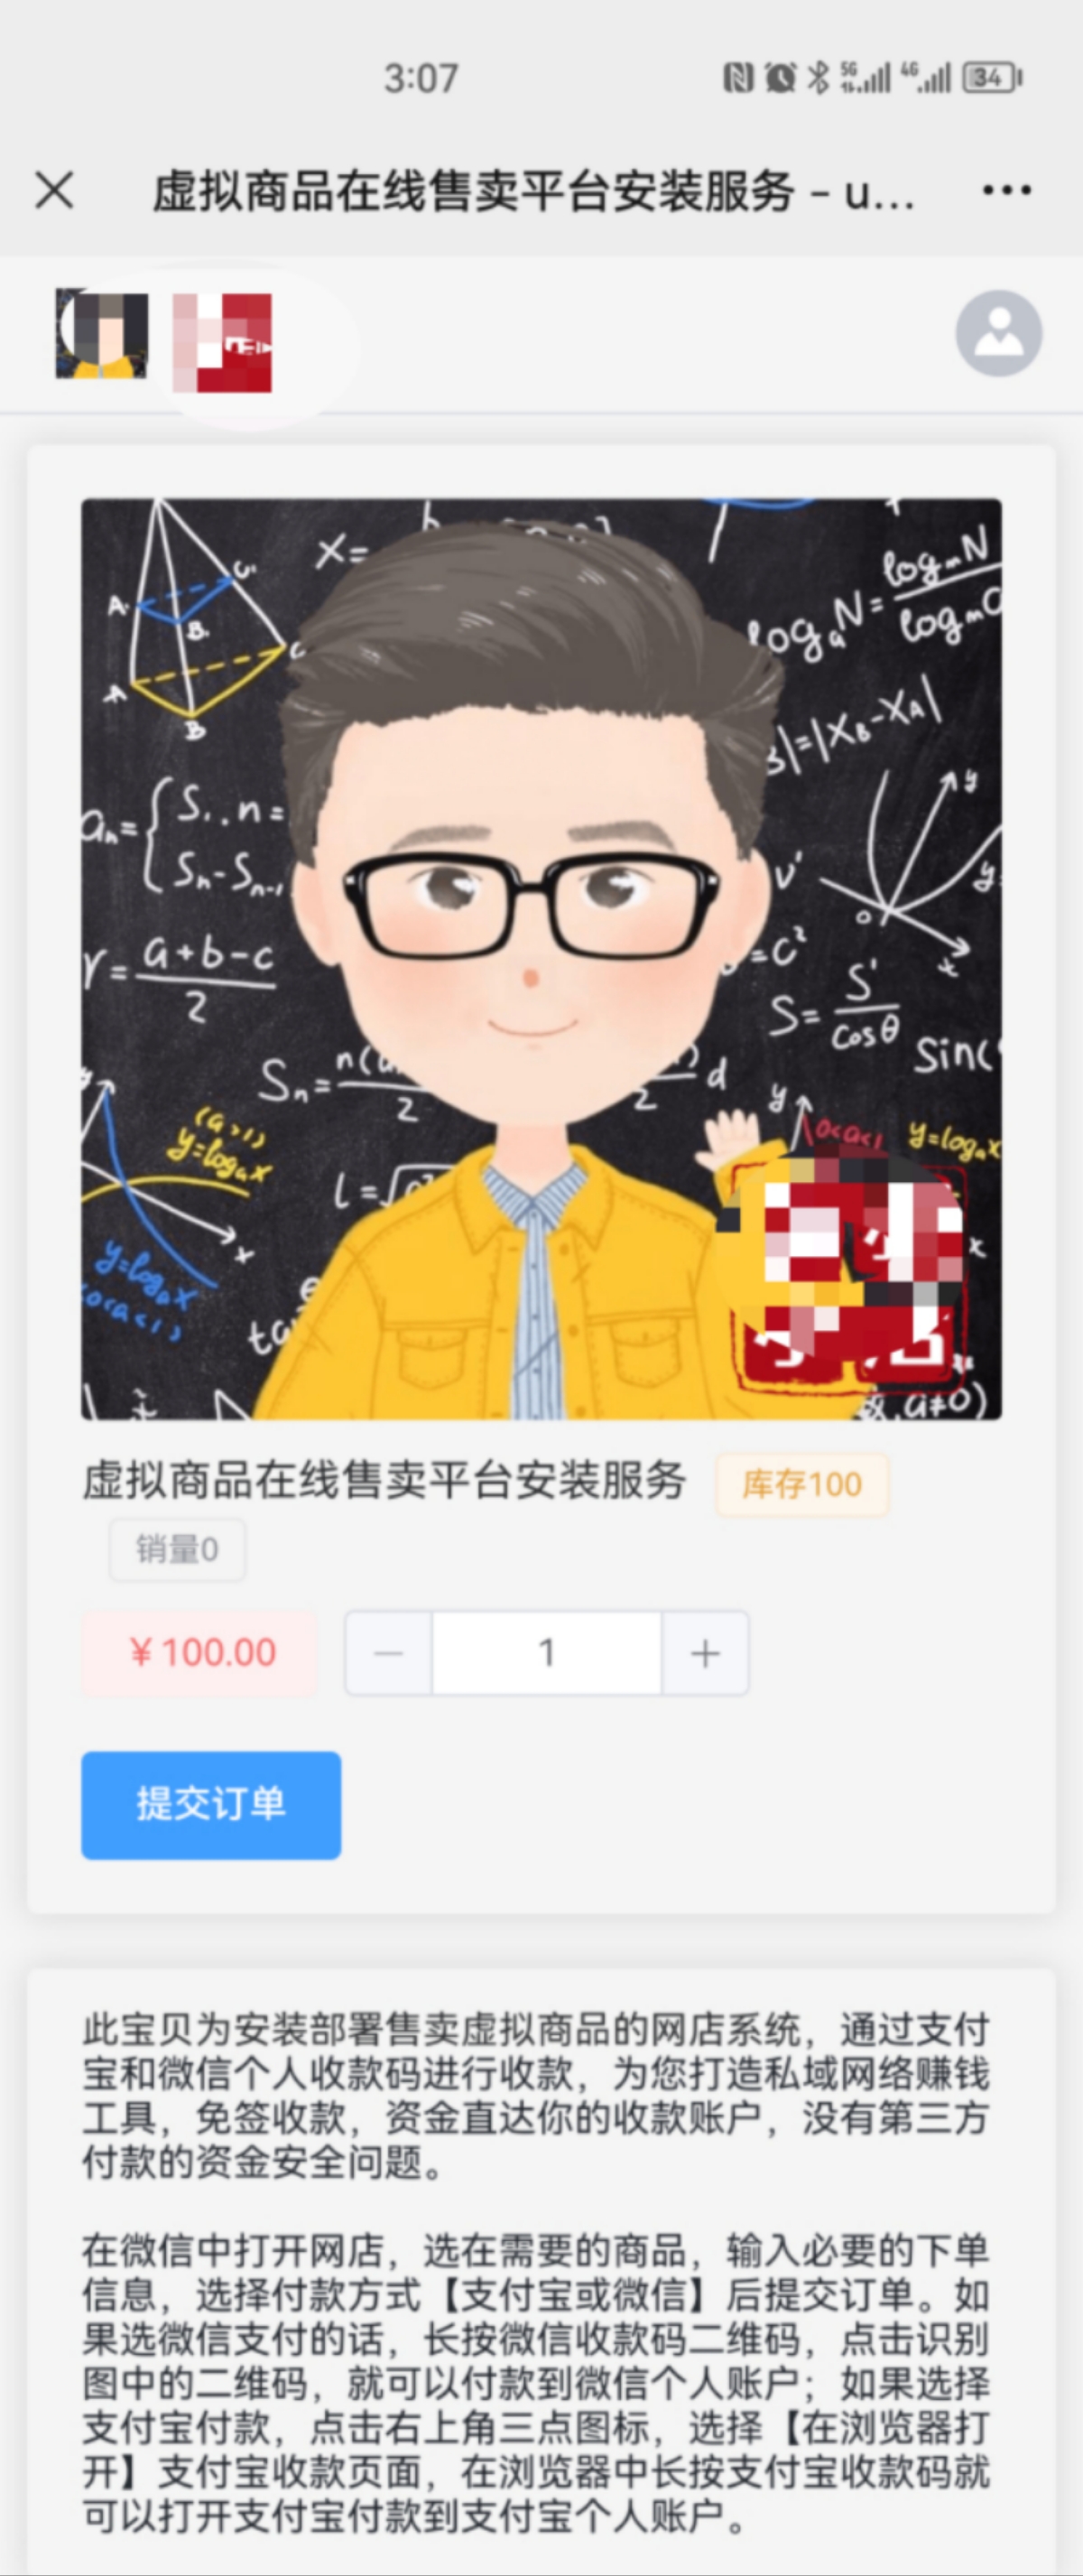 3:07
5G
4G
34
虚拟商品在线售卖平台安装服务 – u...
X=
log_a N = log_m N / log_m
|=|X_B-X_A|
a_n= { S_1, n=
S_n-S_{n-1},
r= a+b-c / 2
=c²
S= S' / cosθ
Sin(
S_n= n( / 2
/ 2 d
(a>1)
y=log_a x
0<a<1
y=log_a x
l=√
y=log_a x
0<a<1)
a≠0)
虚拟商品在线售卖平台安装服务
库存100
销量0
¥ 100.00
1
提交订单
此宝贝为安装部署售卖虚拟商品的网店系统，通过支付
宝和微信个人收款码进行收款，为您打造私域网络赚钱
工具，免签收款，资金直达你的收款账户，没有第三方
付款的资金安全问题。
在微信中打开网店，选在需要的商品，输入必要的下单
信息，选择付款方式【支付宝或微信】后提交订单。如
果选微信支付的话，长按微信收款码二维码，点击识别
图中的二维码，就可以付款到微信个人账户；如果选择
支付宝付款，点击右上角三点图标，选择【在浏览器打
开】支付宝收款页面，在浏览器中长按支付宝收款码就
可以打开支付宝付款到支付宝个人账户。